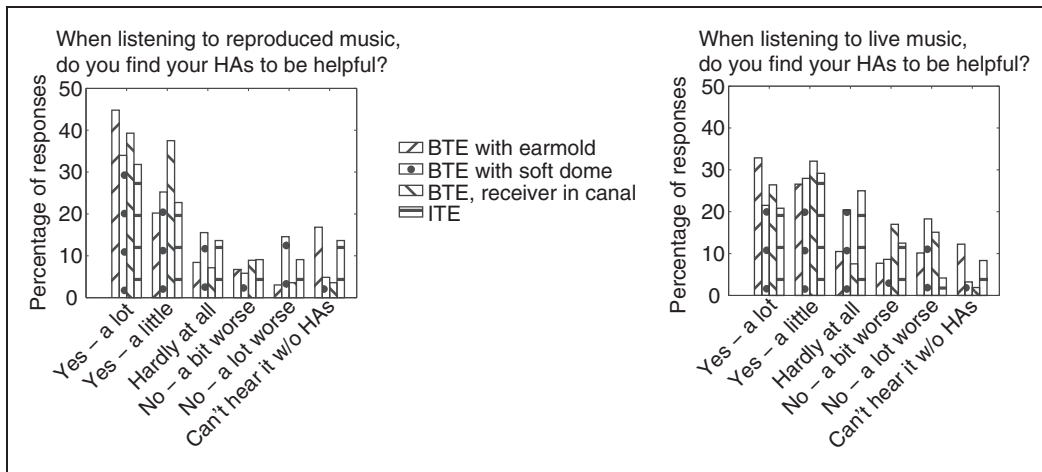 When listening to reproduced music,
do you find your HAs to be helpful?
Percentage of responses
50
40
30
20
10
0
Yes – a lot
Yes – a little
Hardly at all
No – a bit worse
No – a lot worse
Can't hear it w/o HAs
BTE with earmold
BTE with soft dome
BTE, receiver in canal
ITE
When listening to live music,
do you find your HAs to be helpful?
Percentage of responses
50
40
30
20
10
0
Yes – a lot
Yes – a little
Hardly at all
No – a bit worse
No – a lot worse
Can't hear it w/o HAs